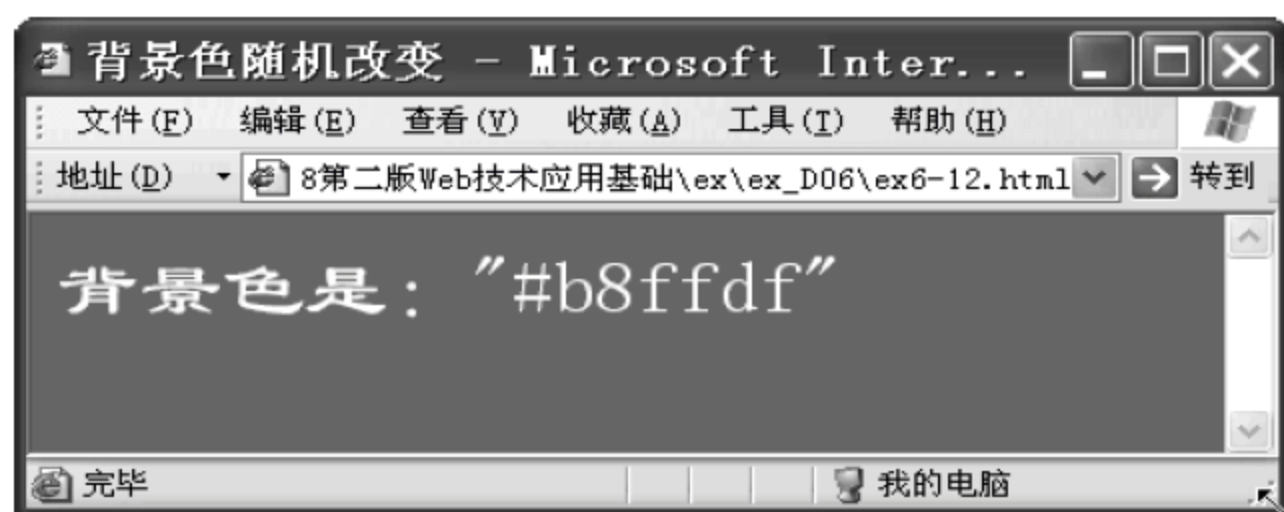 背景色随机改变 - Microsoft Inter...
文件(F) 编辑(E) 查看(V) 收藏(A) 工具(T) 帮助(H)
地址(D) 8第二版Web技术应用基础\ex\ex_D06\ex6-12.html 转到
背景色是："#b8ffdf"
完毕 我的电脑